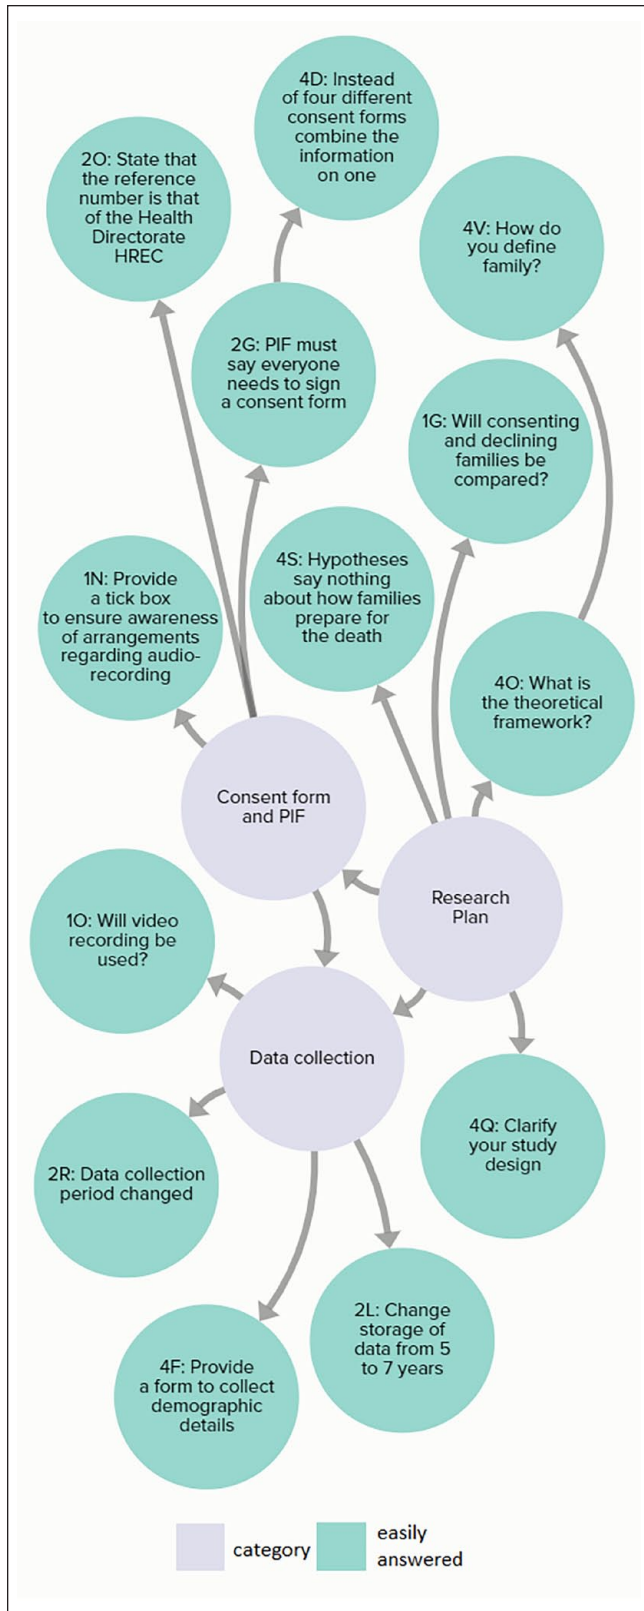 4D: Instead
of four different
consent forms
combine the
information
on one
2O: State that
the reference
number is that
of the Health
Directorate
HREC
4V: How do
you define
family?
2G: PIF must
say everyone
needs to sign
a consent form
1G: Will consenting
and declining
families be
compared?
4S: Hypotheses
say nothing
about how families
prepare for
the death
1N: Provide
a tick box
to ensure awareness
of arrangements
regarding audio-
recording
4O: What is
the theoretical
framework?
Consent form
and PIF
Research
Plan
1O: Will video
recording be
used?
Data collection
4Q: Clarify
your study
design
2R: Data collection
period changed
2L: Change
storage of
data from 5
to 7 years
4F: Provide
a form to collect
demographic
details
category
easily
answered